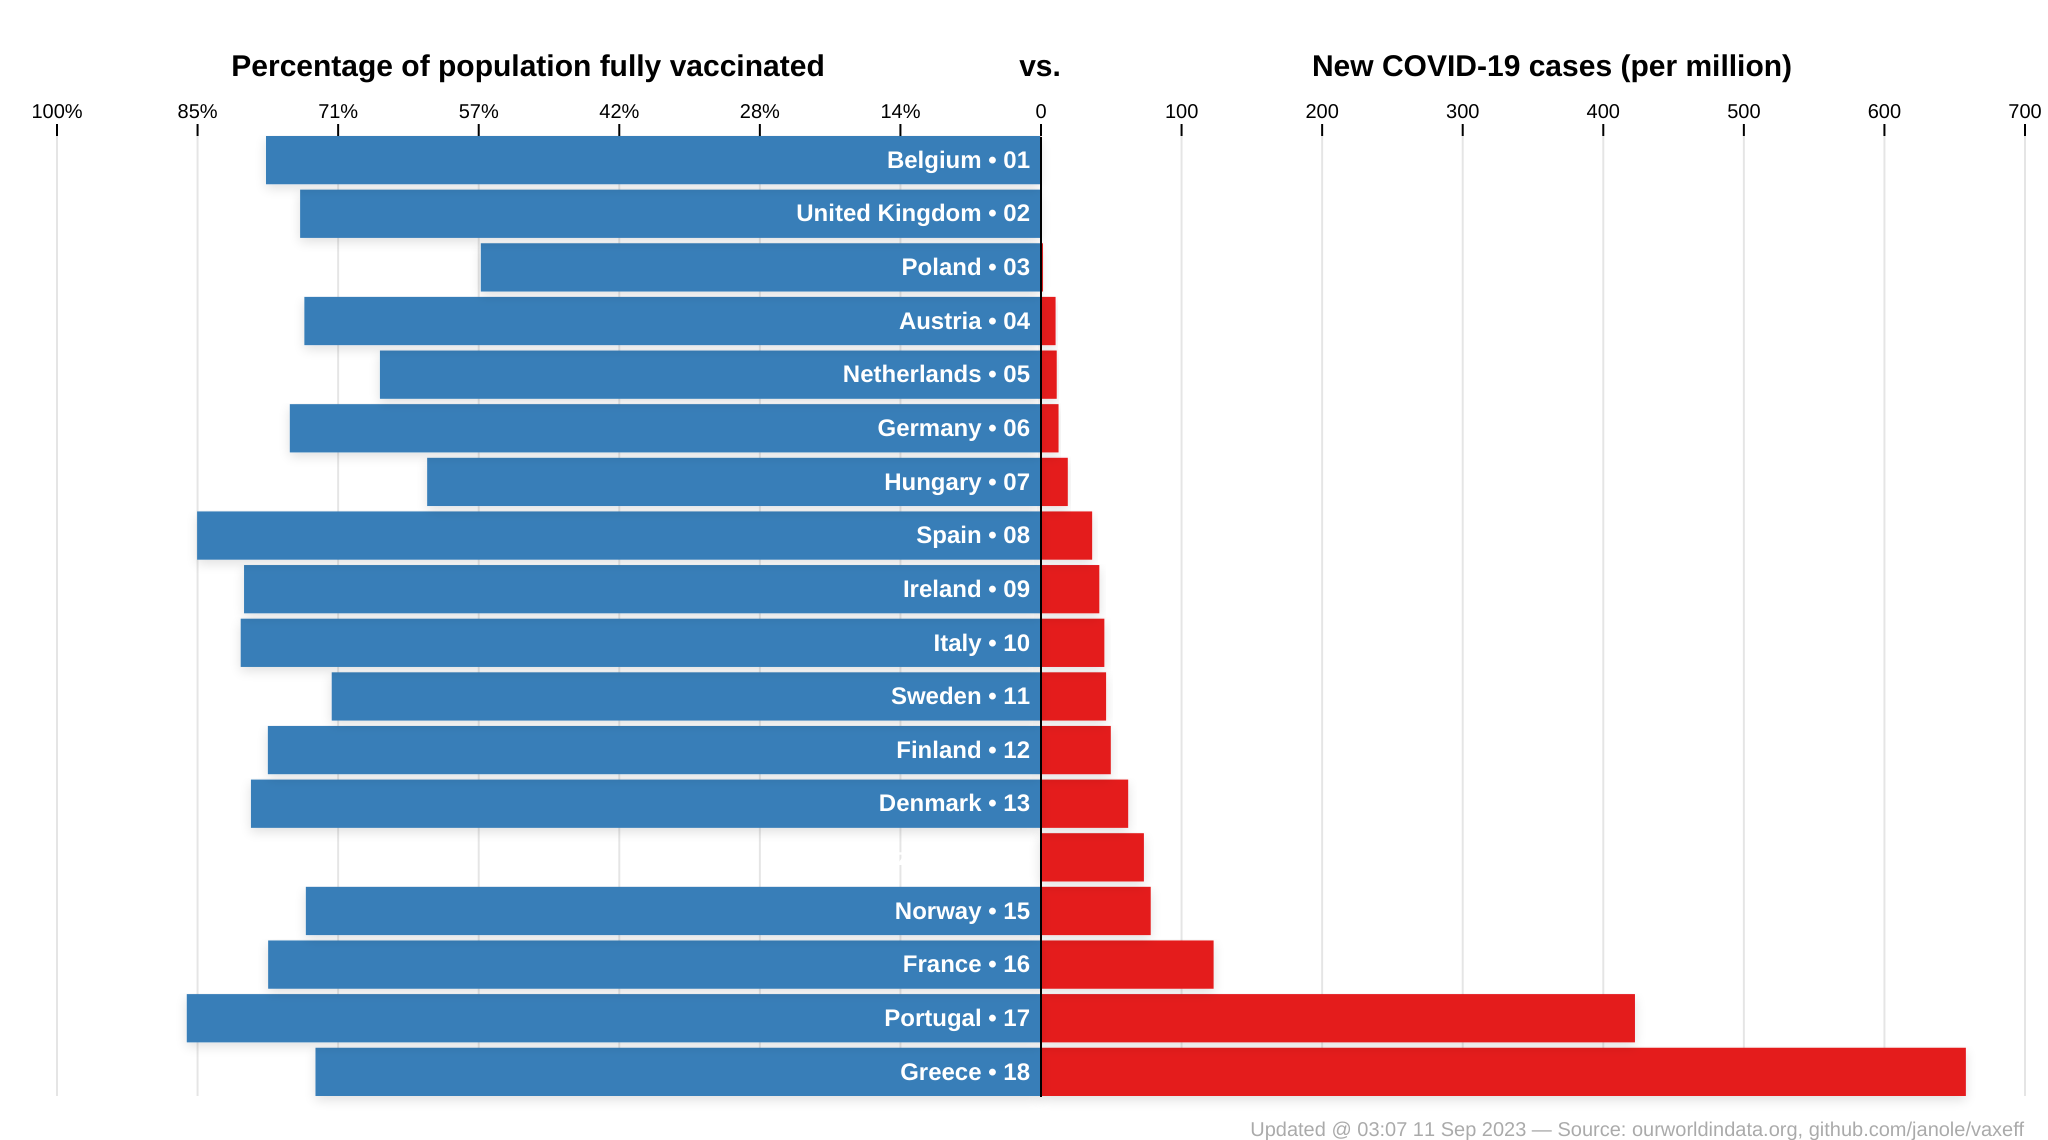 Percentage of population fully vaccinated vs. New COVID-19 cases (per million)
100% 85% 71% 57% 42% 28% 14% 0 100 200 300 400 500 600 700
Belgium • 01
United Kingdom • 02
Poland • 03
Austria • 04
Netherlands • 05
Germany • 06
Hungary • 07
Spain • 08
Ireland • 09
Italy • 10
Sweden • 11
Finland • 12
Denmark • 13
Norway • 15
France • 16
Portugal • 17
Greece • 18
Updated @ 03:07 11 Sep 2023 — Source: ourworldindata.org, github.com/janole/vaxeff